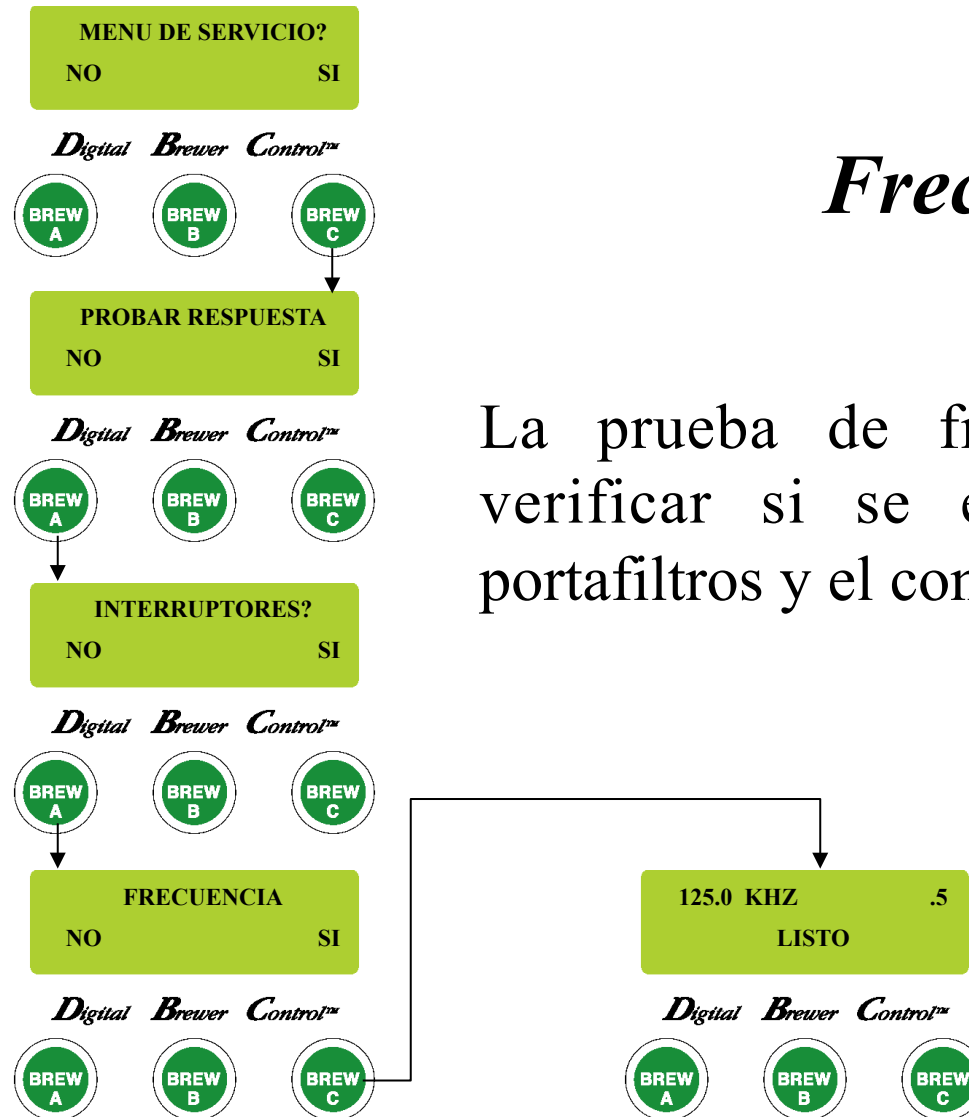 MENU DE SERVICIO?
NO SI
Digital Brewer Control™
BREW A BREW B BREW C
PROBAR RESPUESTA
NO SI
Digital Brewer Control™
BREW A BREW B BREW C
INTERRUPTORES?
NO SI
Digital Brewer Control™
BREW A BREW B BREW C
FRECUENCIA
NO SI
Digital Brewer Control™
BREW A BREW B BREW C
La prueba de
verificar si se
portafiltros y el
125.0 KHZ .5
LISTO
Digital Brewer Control™
BREW A BREW B BREW C